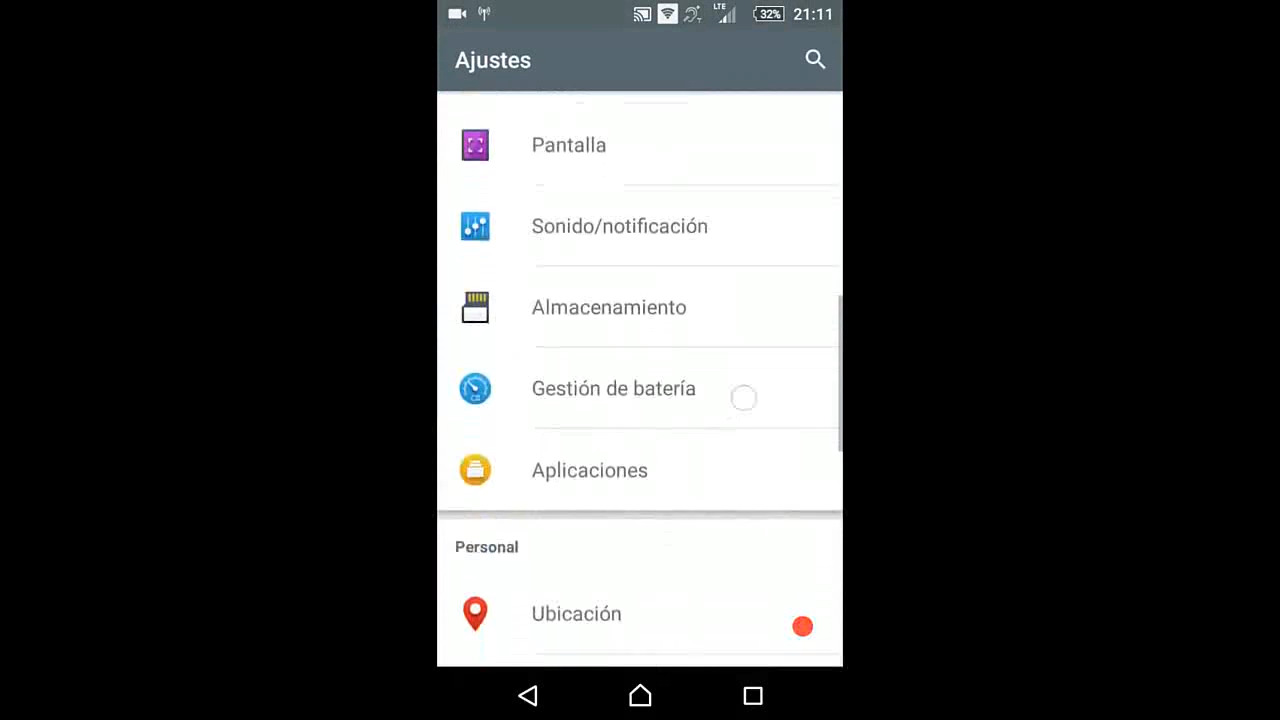 LTE 32% 21:11
Ajustes
Pantalla
Sonido/notificación
Almacenamiento
Gestión de batería
Aplicaciones
Personal
Ubicación